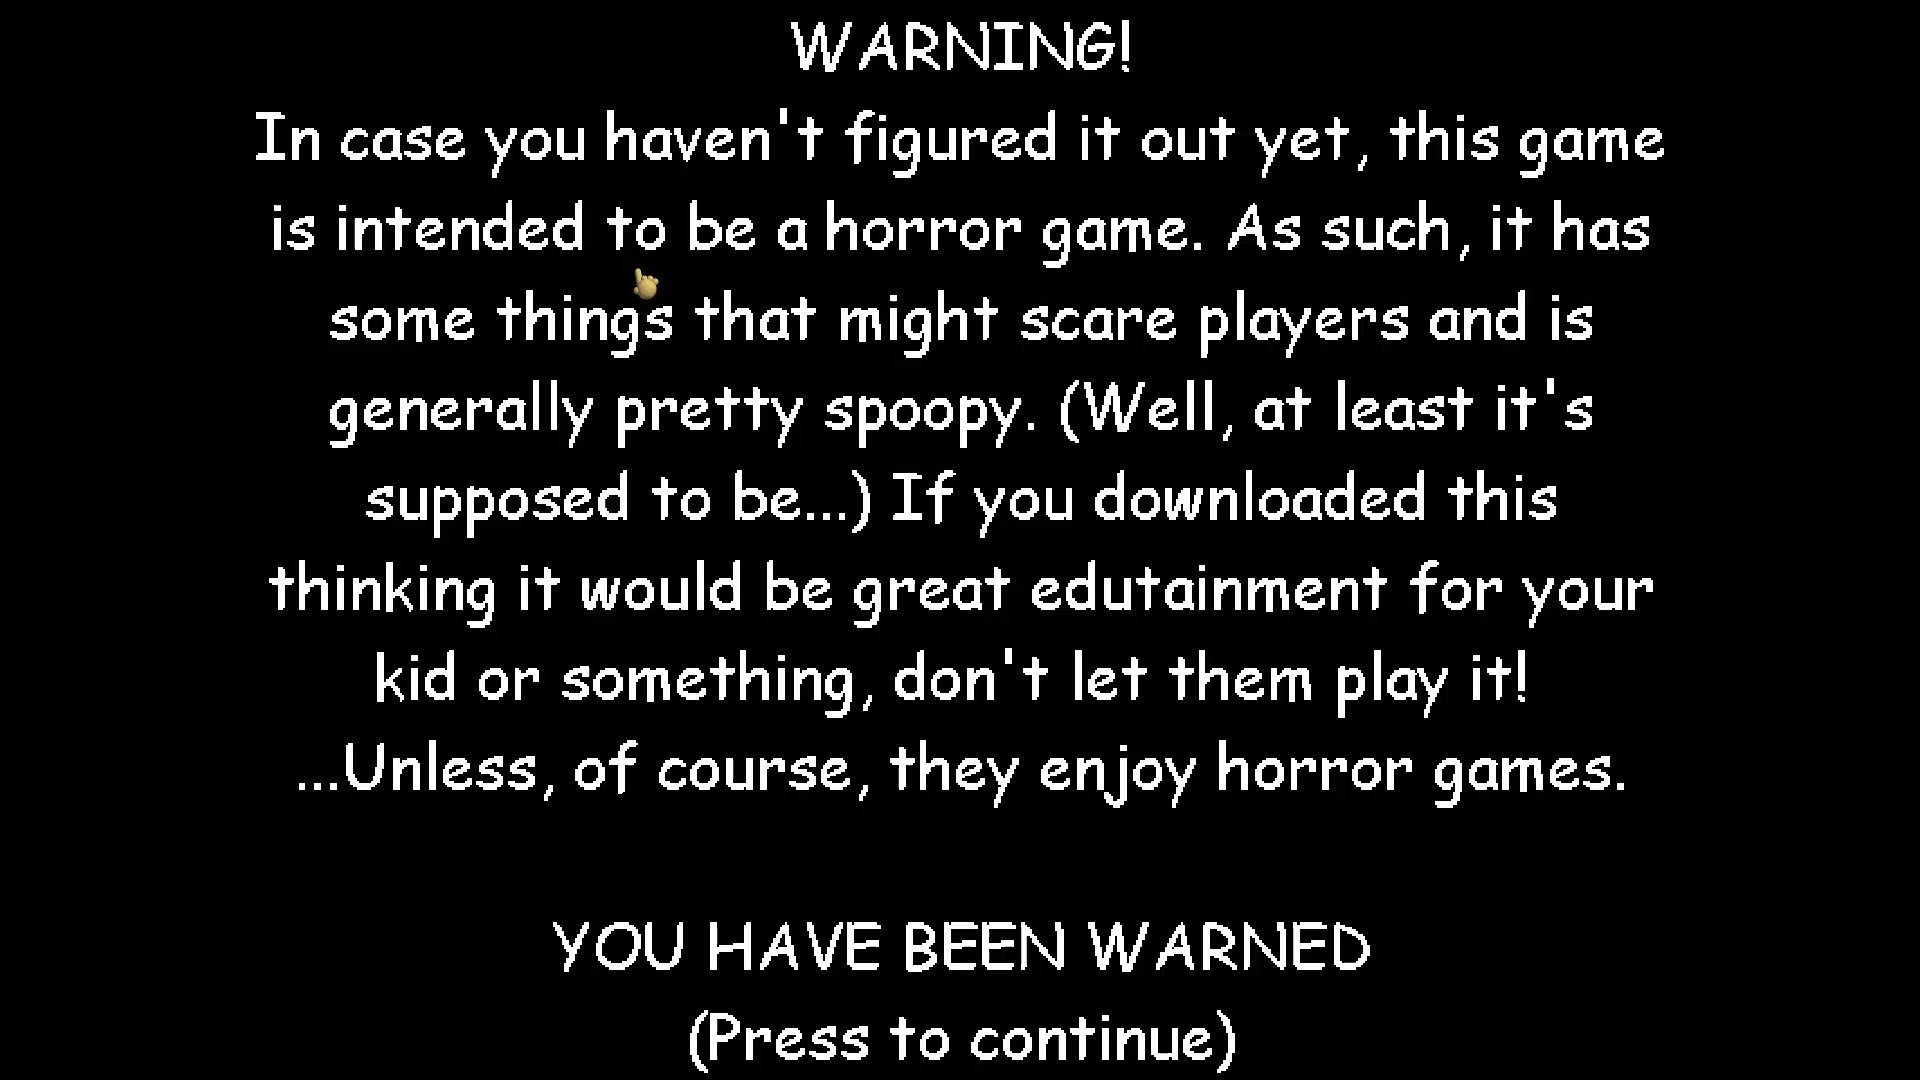 WARNING!
In case you haven't figured it out yet, this game
is intended to be a horror game. As such, it has
some things that might scare players and is
generally pretty spoopy. (Well, at least it's
supposed to be...) If you downloaded this
thinking it would be great edutainment for your
kid or something, don't let them play it!
...Unless, of course, they enjoy horror games.
YOU HAVE BEEN WARNED
(Press to continue)